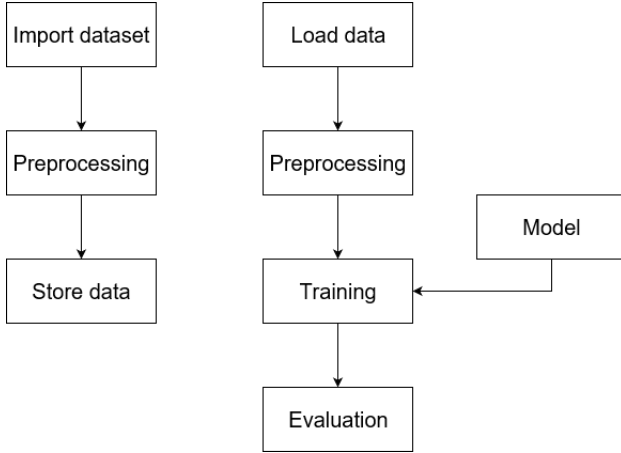 Import dataset
Preprocessing
Store data
Load data
Preprocessing
Training
Evaluation
Model